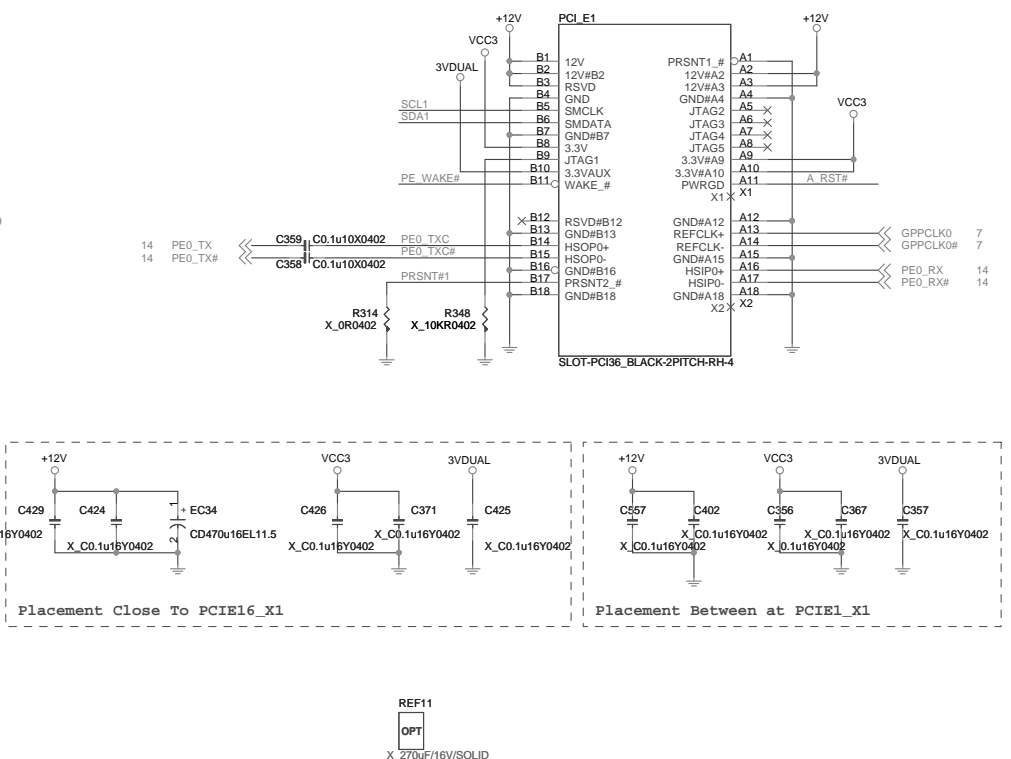 +12V
PCI_E1
+12V
VCC3
3VDUAL
VCC3
B1 12V PRSNT1_# A1
B2 12V#B2 12V#A2 A2
B3 RSVD 12V#A3 A3
B4 GND GND#A4 A4
SCL1 B5 SMCLK JTAG2 A5
SDA1 B6 SMDATA JTAG3 A6
B7 GND#B7 JTAG4 A7
B8 3.3V JTAG5 A8
B9 JTAG1 3.3V#A9 A9
B10 3.3VAUX 3.3V#A10 A10
PE_WAKE# B11 WAKE_# PWRGD A11 A_RST#
X1 X1
B12 RSVD#B12 GND#A12 A12
B13 GND#B13 REFCLK+ A13 GPPCLK0 7
14 PE0_TX C359 C0.1u10X0402 PE0_TXC B14 HSOP0+ REFCLK- A14 GPPCLK0# 7
14 PE0_TX# C358 C0.1u10X0402 PE0_TXC# B15 HSOP0- GND#A15 A15
B16 GND#B16 HSIP0+ A16 PE0_RX 14
PRSNT#1 B17 PRSNT2_# HSIP0- A17 PE0_RX# 14
B18 GND#B18 GND#A18 A18
X2 X2
R314
X_0R0402
R348
X_10KR0402
SLOT-PCI36_BLACK-2PITCH-RH-4
+12V
VCC3
3VDUAL
C429
C424
1
+ EC34
2
C426
C371
C425
16Y0402
X_C0.1u16Y0402
CD470u16EL11.5
X_C0.1u16Y0402
X_C0.1u16Y0402
X_C0.1u16Y0402
Placement Close To PCIE16_X1
+12V
VCC3
3VDUAL
C557
C402
C356
C367
C357
X_C0.1u16Y0402
X_C0.1u16Y0402
X_0.1u16Y0402
X_C0.1u16Y0402
X_C0.1u16Y0402
Placement Between at PCIE1_X1
REF11
OPT
X_270uF/16V/SOLID